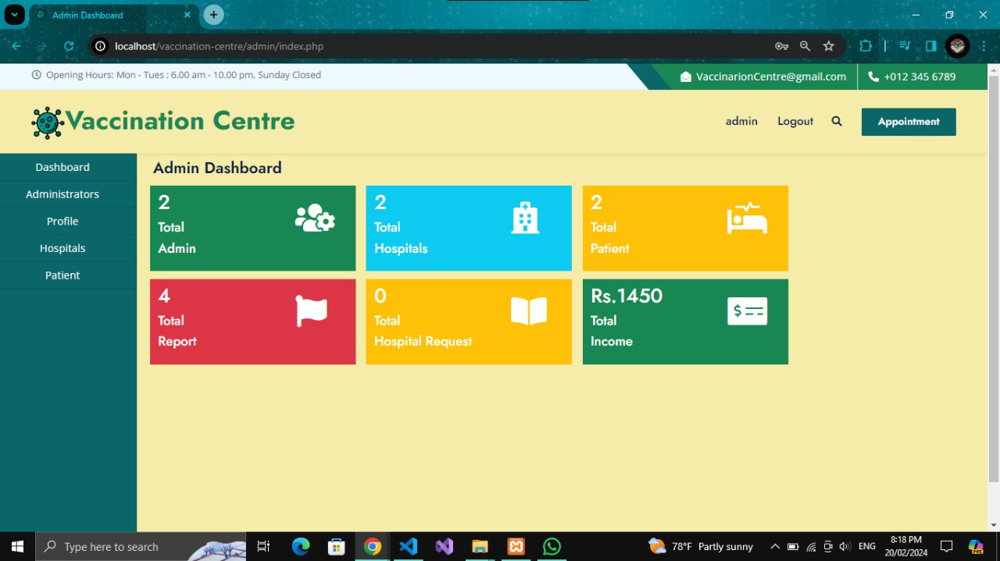 Admin Dashboard
localhost/vaccination-centre/admin/index.php
Opening Hours: Mon - Tues : 6.00 am - 10.00 pm, Sunday Closed
VaccinarionCentre@gmail.com
+012 345 6789
Vaccination Centre
admin
Logout
Appointment
Dashboard
Administrators
Profile
Hospitals
Patient
Admin Dashboard
2
Total
Admin
2
Total
Hospitals
2
Total
Patient
4
Total
Report
0
Total
Hospital Request
Rs.1450
Total
Income
Type here to search
78°F Partly sunny
ENG
8:18 PM
20/02/2024
PRE